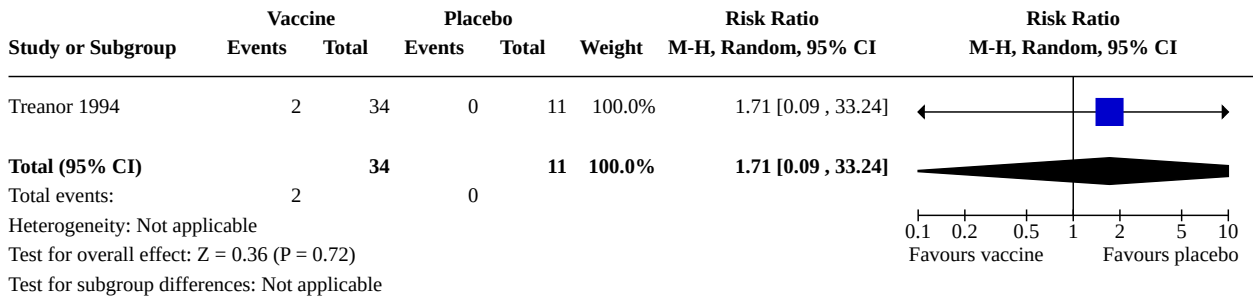 Vaccine Placebo Risk Ratio Risk Ratio
Study or Subgroup Events Total Events Total Weight M-H, Random, 95% CI M-H, Random, 95% CI
Treanor 1994 2 34 0 11 100.0% 1.71 [0.09 , 33.24]
Total (95% CI) 34 11 100.0% 1.71 [0.09 , 33.24]
Total events: 2 0
Heterogeneity: Not applicable
0.1 0.2 0.5 1 2 5 10
Test for overall effect: Z = 0.36 (P = 0.72)
Favours vaccine Favours placebo
Test for subgroup differences: Not applicable